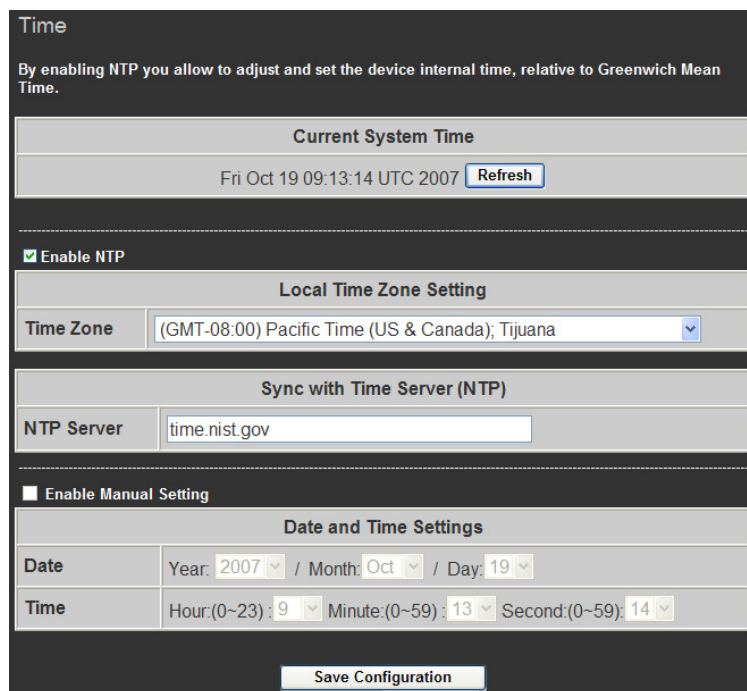 Time
By enabling NTP you allow to adjust and set the device internal time, relative to Greenwich Mean
Time.
Current System Time
Fri Oct 19 09:13:14 UTC 2007 Refresh
Enable NTP
Local Time Zone Setting
Time Zone (GMT-08:00) Pacific Time (US & Canada); Tijuana
Sync with Time Server (NTP)
NTP Server time.nist.gov
Enable Manual Setting
Date and Time Settings
Date Year: 2007 / Month: Oct / Day: 19
Time Hour:(0~23) : 9 Minute:(0~59) : 13 Second:(0~59): 14
Save Configuration